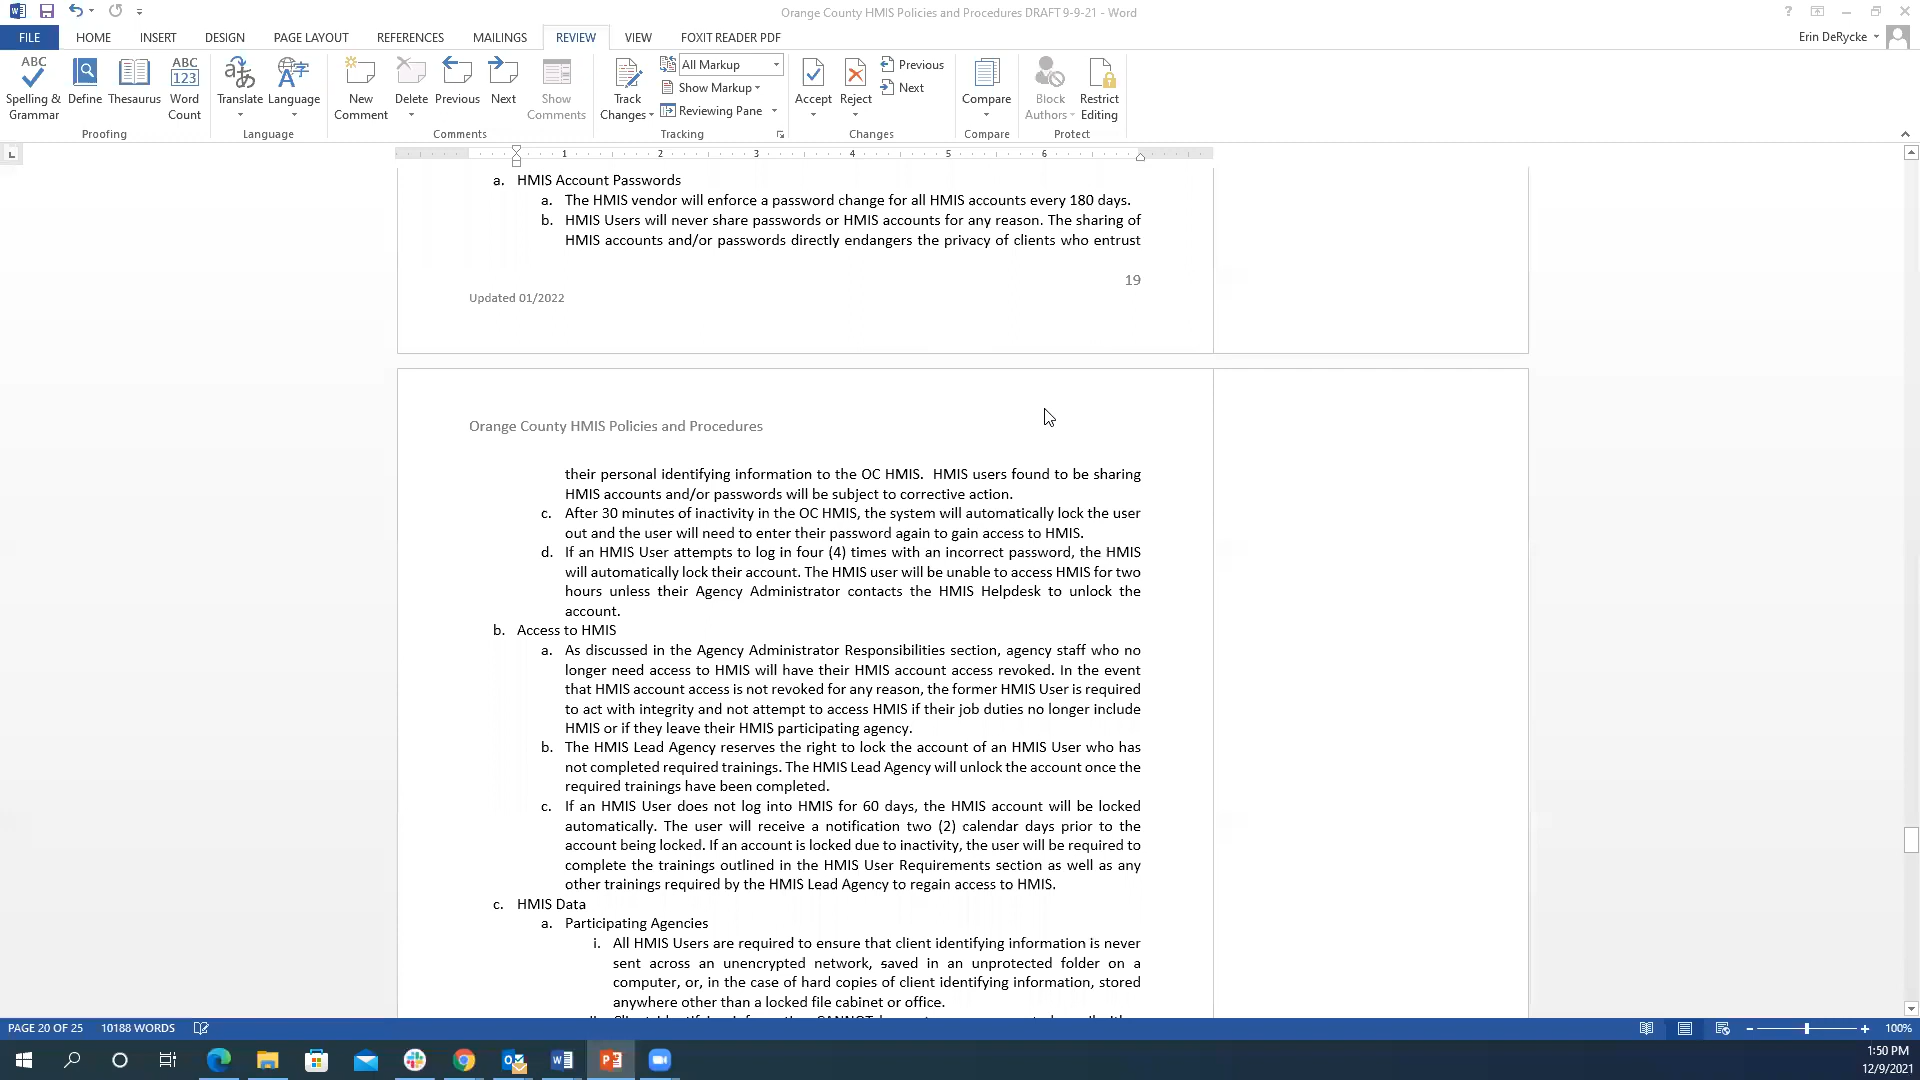 Orange County HMIS Policies and Procedures DRAFT 9-9-21 - Word
FILE HOME INSERT DESIGN PAGE LAYOUT REFERENCES MAILINGS REVIEW VIEW FOXIT READER PDF
Erin DeRycke
Spelling & Grammar
Define
Thesaurus
Word Count
Translate
Language
New Comment
Delete
Previous
Next
Show Comments
Track Changes
All Markup
Show Markup
Reviewing Pane
Accept
Reject
Previous
Next
Compare
Block Authors
Restrict Editing
Proofing Language Comments Tracking Changes Compare Protect
1 2 3 4 5 6
a. HMIS Account Passwords
a. The HMIS vendor will enforce a password change for all HMIS accounts every 180 days.
b. HMIS Users will never share passwords or HMIS accounts for any reason. The sharing of
HMIS accounts and/or passwords directly endangers the privacy of clients who entrust
19
Updated 01/2022
Orange County HMIS Policies and Procedures
their personal identifying information to the OC HMIS. HMIS users found to be sharing
HMIS accounts and/or passwords will be subject to corrective action.
c. After 30 minutes of inactivity in the OC HMIS, the system will automatically lock the user
out and the user will need to enter their password again to gain access to HMIS.
d. If an HMIS User attempts to log in four (4) times with an incorrect password, the HMIS
will automatically lock their account. The HMIS user will be unable to access HMIS for two
hours unless their Agency Administrator contacts the HMIS Helpdesk to unlock the
account.
b. Access to HMIS
a. As discussed in the Agency Administrator Responsibilities section, agency staff who no
longer need access to HMIS will have their HMIS account access revoked. In the event
that HMIS account access is not revoked for any reason, the former HMIS User is required
to act with integrity and not attempt to access HMIS if their job duties no longer include
HMIS or if they leave their HMIS participating agency.
b. The HMIS Lead Agency reserves the right to lock the account of an HMIS User who has
not completed required trainings. The HMIS Lead Agency will unlock the account once the
required trainings have been completed.
c. If an HMIS User does not log into HMIS for 60 days, the HMIS account will be locked
automatically. The user will receive a notification two (2) calendar days prior to the
account being locked. If an account is locked due to inactivity, the user will be required to
complete the trainings outlined in the HMIS User Requirements section as well as any
other trainings required by the HMIS Lead Agency to regain access to HMIS.
c. HMIS Data
a. Participating Agencies
i. All HMIS Users are required to ensure that client identifying information is never
sent across an unencrypted network, saved in an unprotected folder on a
computer, or, in the case of hard copies of client identifying information, stored
anywhere other than a locked file cabinet or office.
PAGE 20 OF 25 10188 WORDS
100%
1:50 PM
12/9/2021